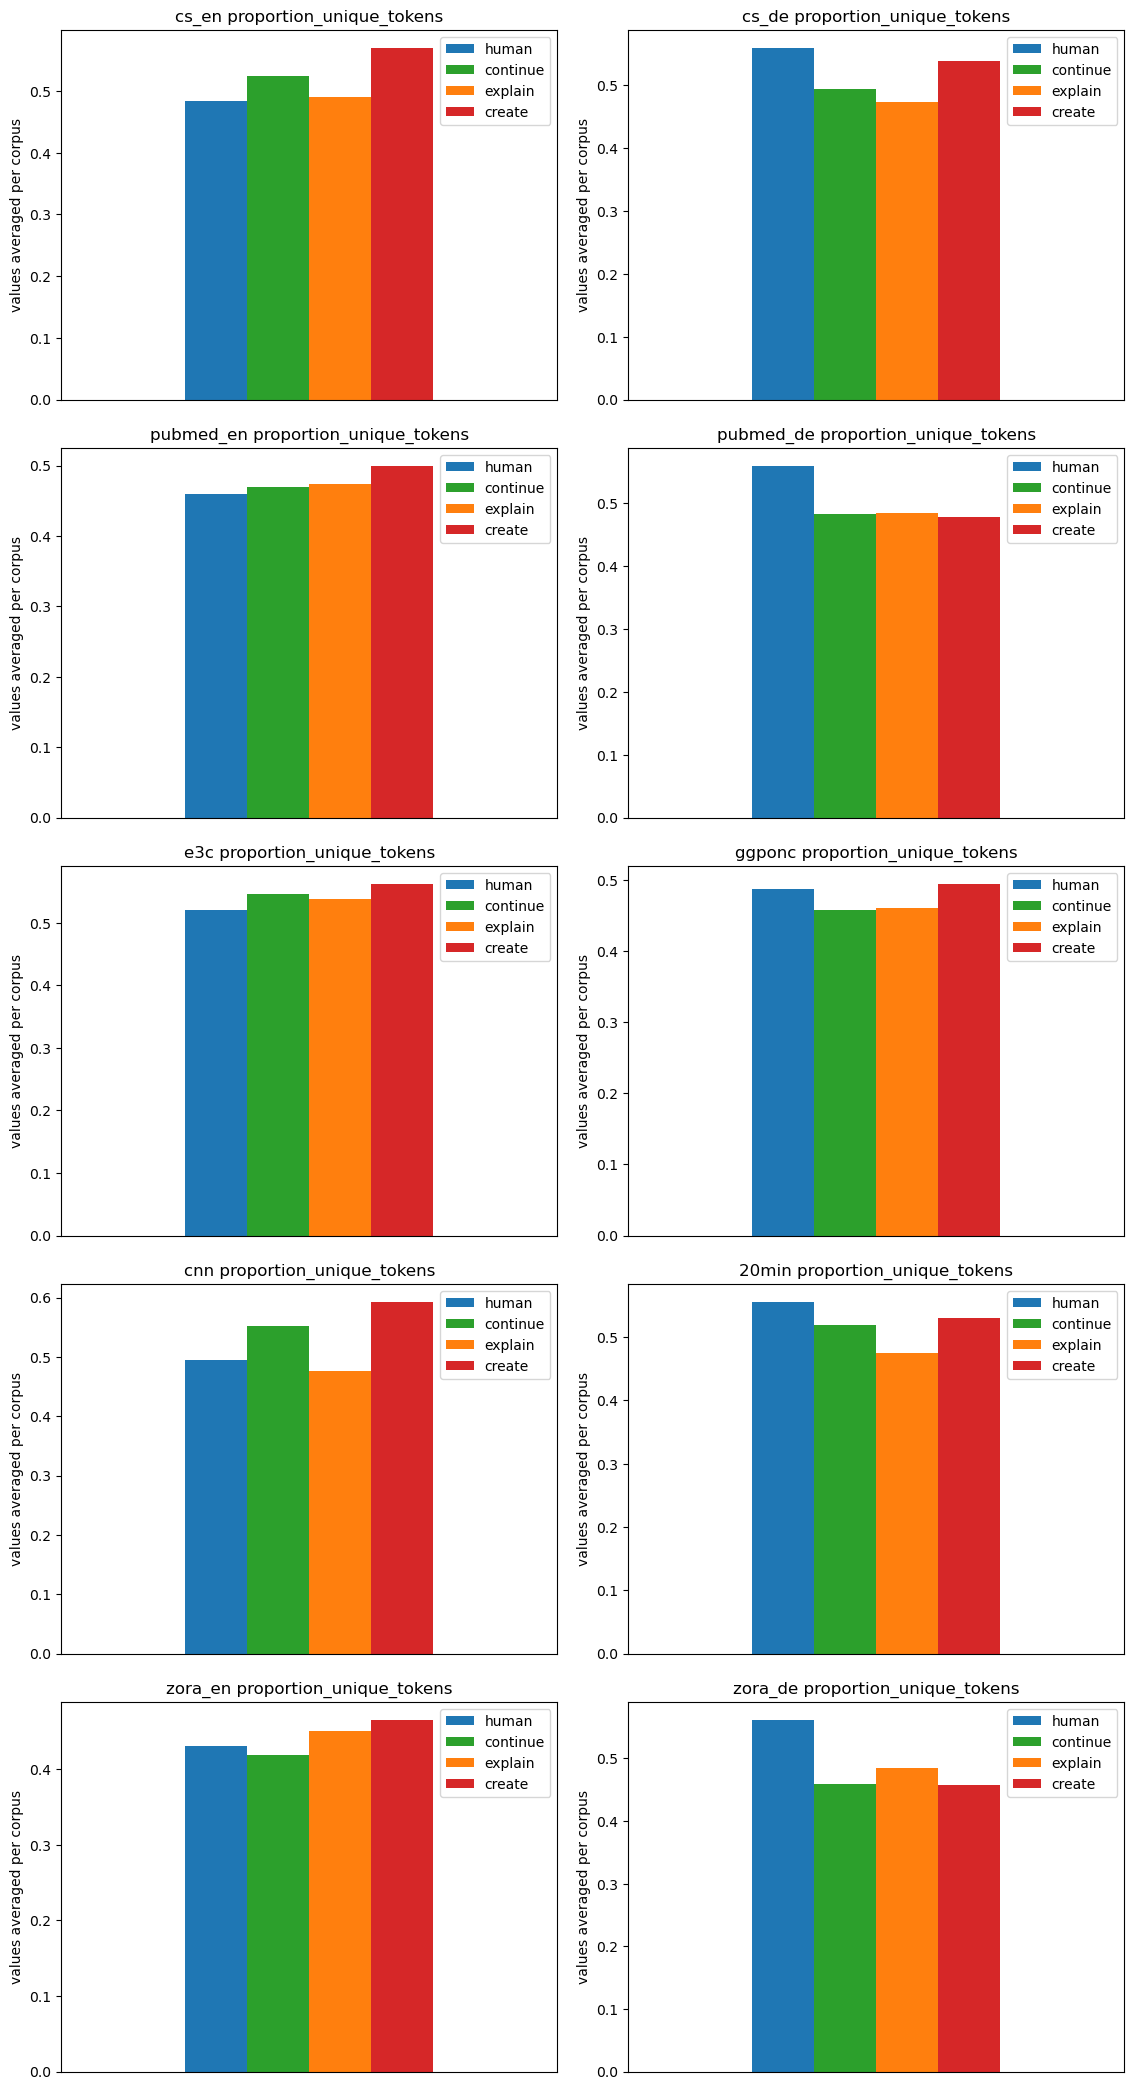 cs_en proportion_unique_tokens
values averaged per corpus
0.5
0.4
0.3
0.2
0.1
0.0
human
continue
explain
create
cs_de proportion_unique_tokens
values averaged per corpus
0.5
0.4
0.3
0.2
0.1
0.0
human
continue
explain
create
pubmed_en proportion_unique_tokens
values averaged per corpus
0.5
0.4
0.3
0.2
0.1
0.0
human
continue
explain
create
pubmed_de proportion_unique_tokens
values averaged per corpus
0.5
0.4
0.3
0.2
0.1
0.0
human
continue
explain
create
e3c proportion_unique_tokens
values averaged per corpus
0.5
0.4
0.3
0.2
0.1
0.0
human
continue
explain
create
ggponc proportion_unique_tokens
values averaged per corpus
0.5
0.4
0.3
0.2
0.1
0.0
human
continue
explain
create
cnn proportion_unique_tokens
values averaged per corpus
0.6
0.5
0.4
0.3
0.2
0.1
0.0
human
continue
explain
create
20min proportion_unique_tokens
values averaged per corpus
0.5
0.4
0.3
0.2
0.1
0.0
human
continue
explain
create
zora_en proportion_unique_tokens
values averaged per corpus
0.4
0.3
0.2
0.1
0.0
human
continue
explain
create
zora_de proportion_unique_tokens
values averaged per corpus
0.5
0.4
0.3
0.2
0.1
0.0
human
continue
explain
create